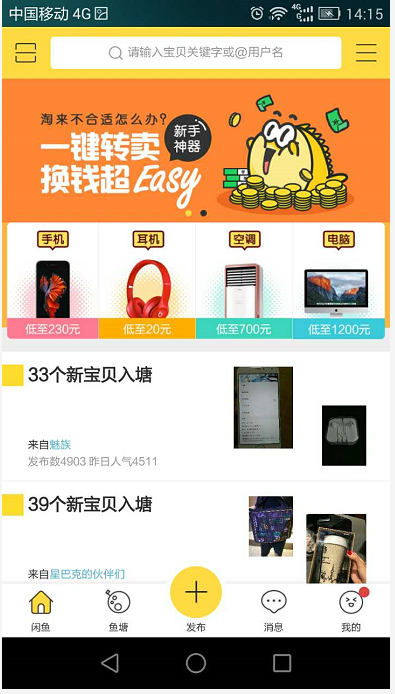 中国移动 4G
4G
G
14:15
请输入宝贝关键字或@用户名
淘来不合适怎么办?
一键转卖
新手
神器
换钱超Easy
手机
耳机
空调
电脑
低至230元
低至20元
低至700元
低至1200元
33个新宝贝入塘
来自魅族
发布数4903 昨日人气4511
39个新宝贝入塘
来自星巴克的伙伴们
闲鱼
鱼塘
发布
消息
我的